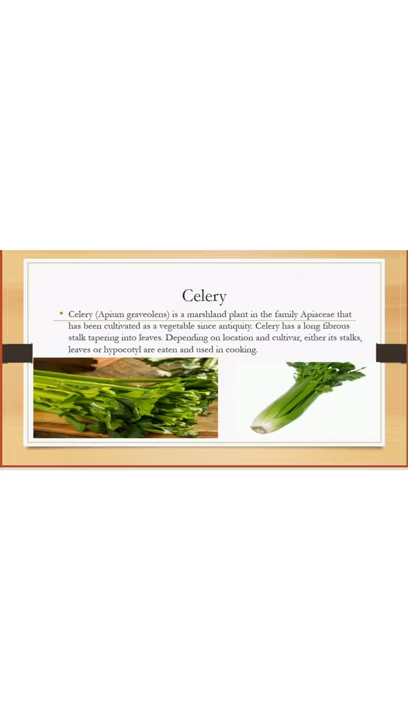 Celery
• Celery (Apium graveolens) is a marshland plant in the family Apiaceae that
has been cultivated as a vegetable since antiquity. Celery has a long fibrous
stalk tapering into leaves. Depending on location and cultivar, either its stalks,
leaves or hypocotyl are eaten and used in cooking.